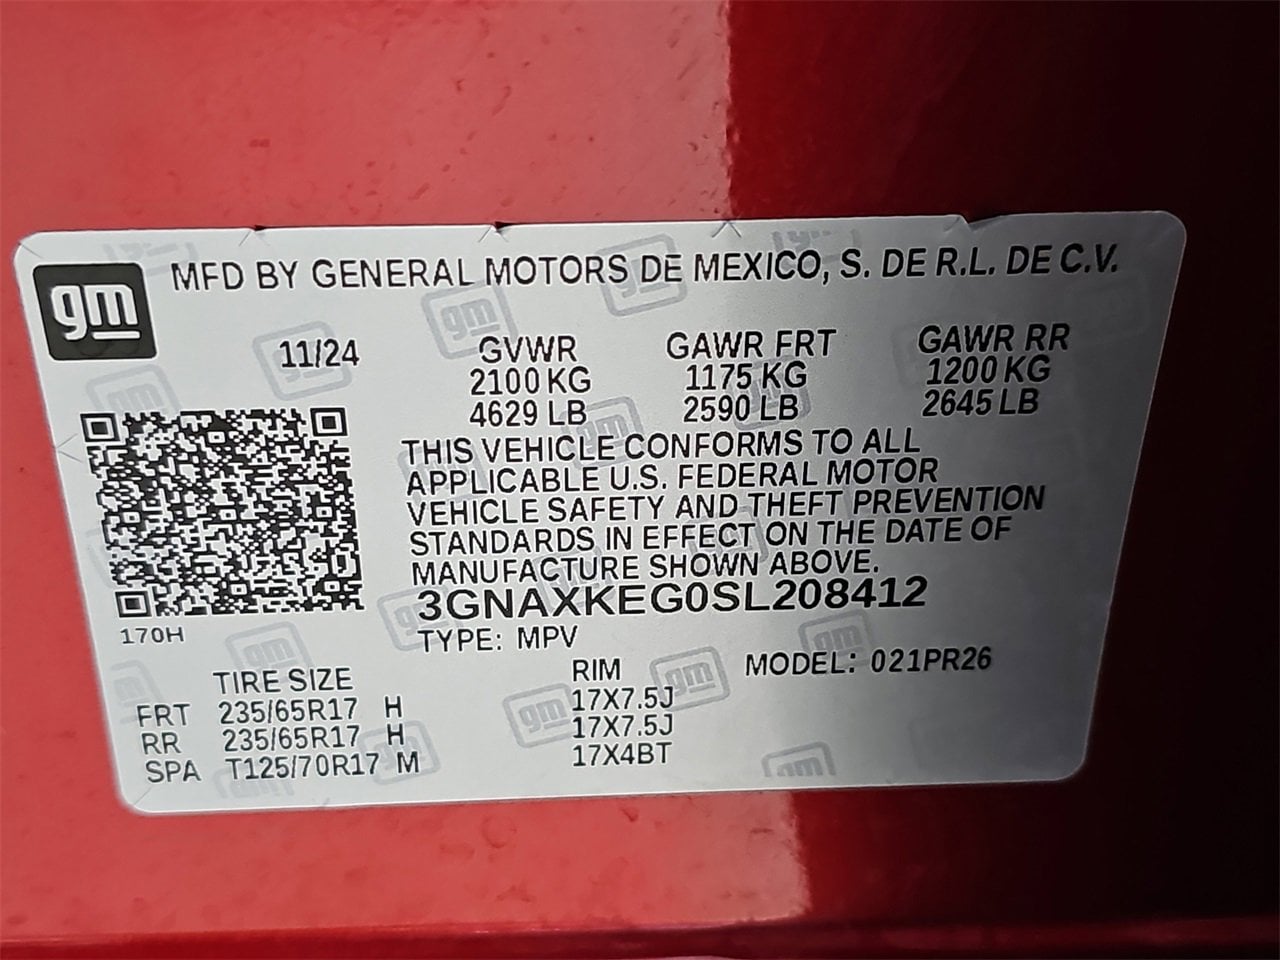 gm
MFD BY GENERAL MOTORS DE MEXICO, S. DE R.L. DE C.V.
11/24 GVWR GAWR FRT GAWR RR
2100 KG 1175 KG 1200 KG
4629 LB 2590 LB 2645 LB
THIS VEHICLE CONFORMS TO ALL
APPLICABLE U.S. FEDERAL MOTOR
VEHICLE SAFETY AND THEFT PREVENTION
STANDARDS IN EFFECT ON THE DATE OF
MANUFACTURE SHOWN ABOVE.
3GNAXKEG0SL208412
170H TYPE: MPV
TIRE SIZE RIM MODEL: 021PR26
FRT 235/65R17 H 17X7.5J
RR 235/65R17 H 17X7.5J
SPA T125/70R17 M 17X4BT